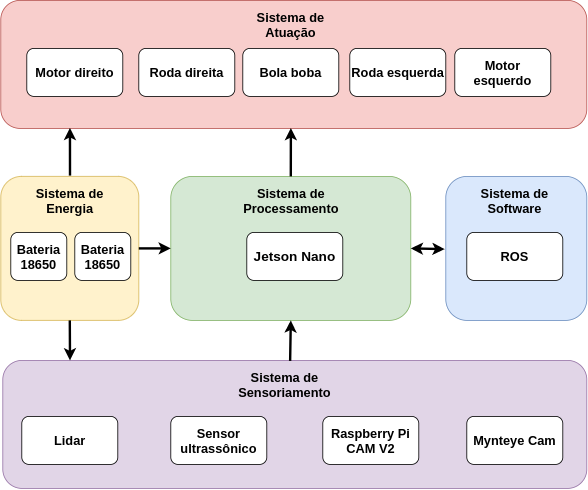 Sistema de
Atuação
Motor direito
Roda direita
Bola boba
Roda esquerda
Motor
esquerdo
Sistema de
Energia
Bateria
18650
Bateria
18650
Sistema de
Processamento
Jetson Nano
Sistema de
Software
ROS
Sistema de
Sensoriamento
Lidar
Sensor
ultrassônico
Raspberry Pi
CAM V2
Mynteye Cam